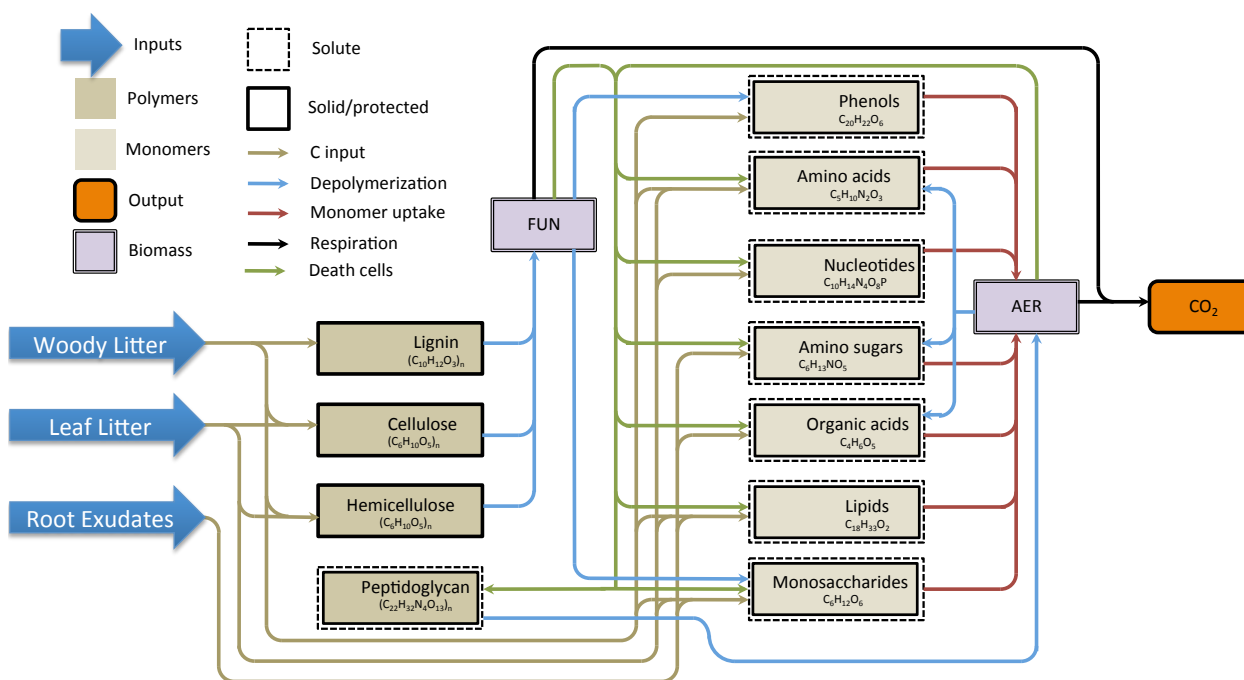 Inputs
Polymers
Monomers
Output
Biomass
Solute
Solid/protected
C input
Depolymerization
Monomer uptake
Respiration
Death cells
Woody Litter
Leaf Litter
Root Exudates
Lignin
(C₁₀H₁₂O₃)ₙ
Cellulose
(C₆H₁₀O₅)ₙ
Hemicellulose
(C₆H₁₀O₅)ₙ
Peptidoglycan
(C₂₂H₃₂N₄O₁₃)ₙ
FUN
Phenols
C₂₀H₂₂O₆
Amino acids
C₅H₁₀N₂O₃
Nucleotides
C₁₀H₁₄N₄O₈P
Amino sugars
C₆H₁₃NO₅
Organic acids
C₄H₆O₅
Lipids
C₁₈H₃₃O₂
Monosaccharides
C₆H₁₂O₆
AER
CO₂